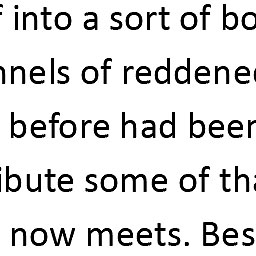 f into a sort of bo
nnels of reddened
before had been
ibute some of tha
now meets. Bes